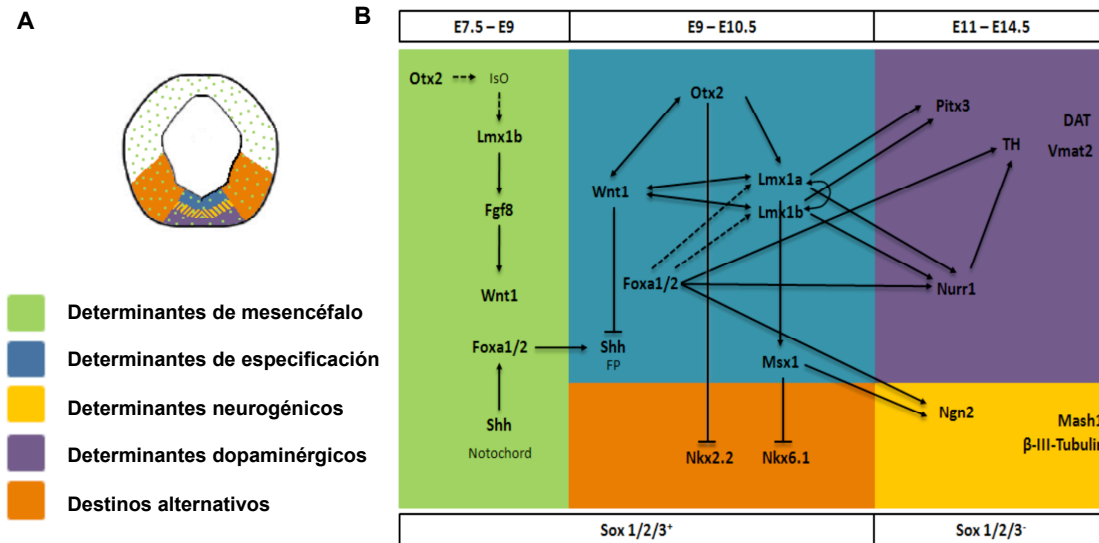 A
B
E7.5 – E9
E9 – E10.5
E11 – E14.5
Otx2
IsO
Lmx1b
Fgf8
Wnt1
Foxa1/2
Shh
Notochord
Otx2
Wnt1
Lmx1a
Lmx1b
Foxa1/2
Shh
FP
Msx1
Nkx2.2
Nkx6.1
Pitx3
DAT
TH
Vmat2
Nurr1
Ngn2
Mash1
β-III-Tubulin
Sox 1/2/3⁺
Sox 1/2/3⁻
Determinantes de mesencéfalo
Determinantes de especificación
Determinantes neurogénicos
Determinantes dopaminérgicos
Destinos alternativos